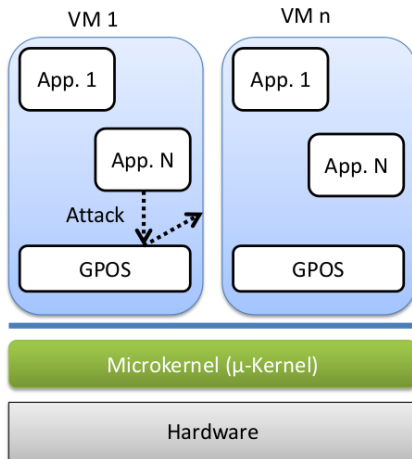 VM 1
VM n
App. 1
App. 1
App. N
App. N
Attack
GPOS
GPOS
Microkernel (μ-Kernel)
Hardware